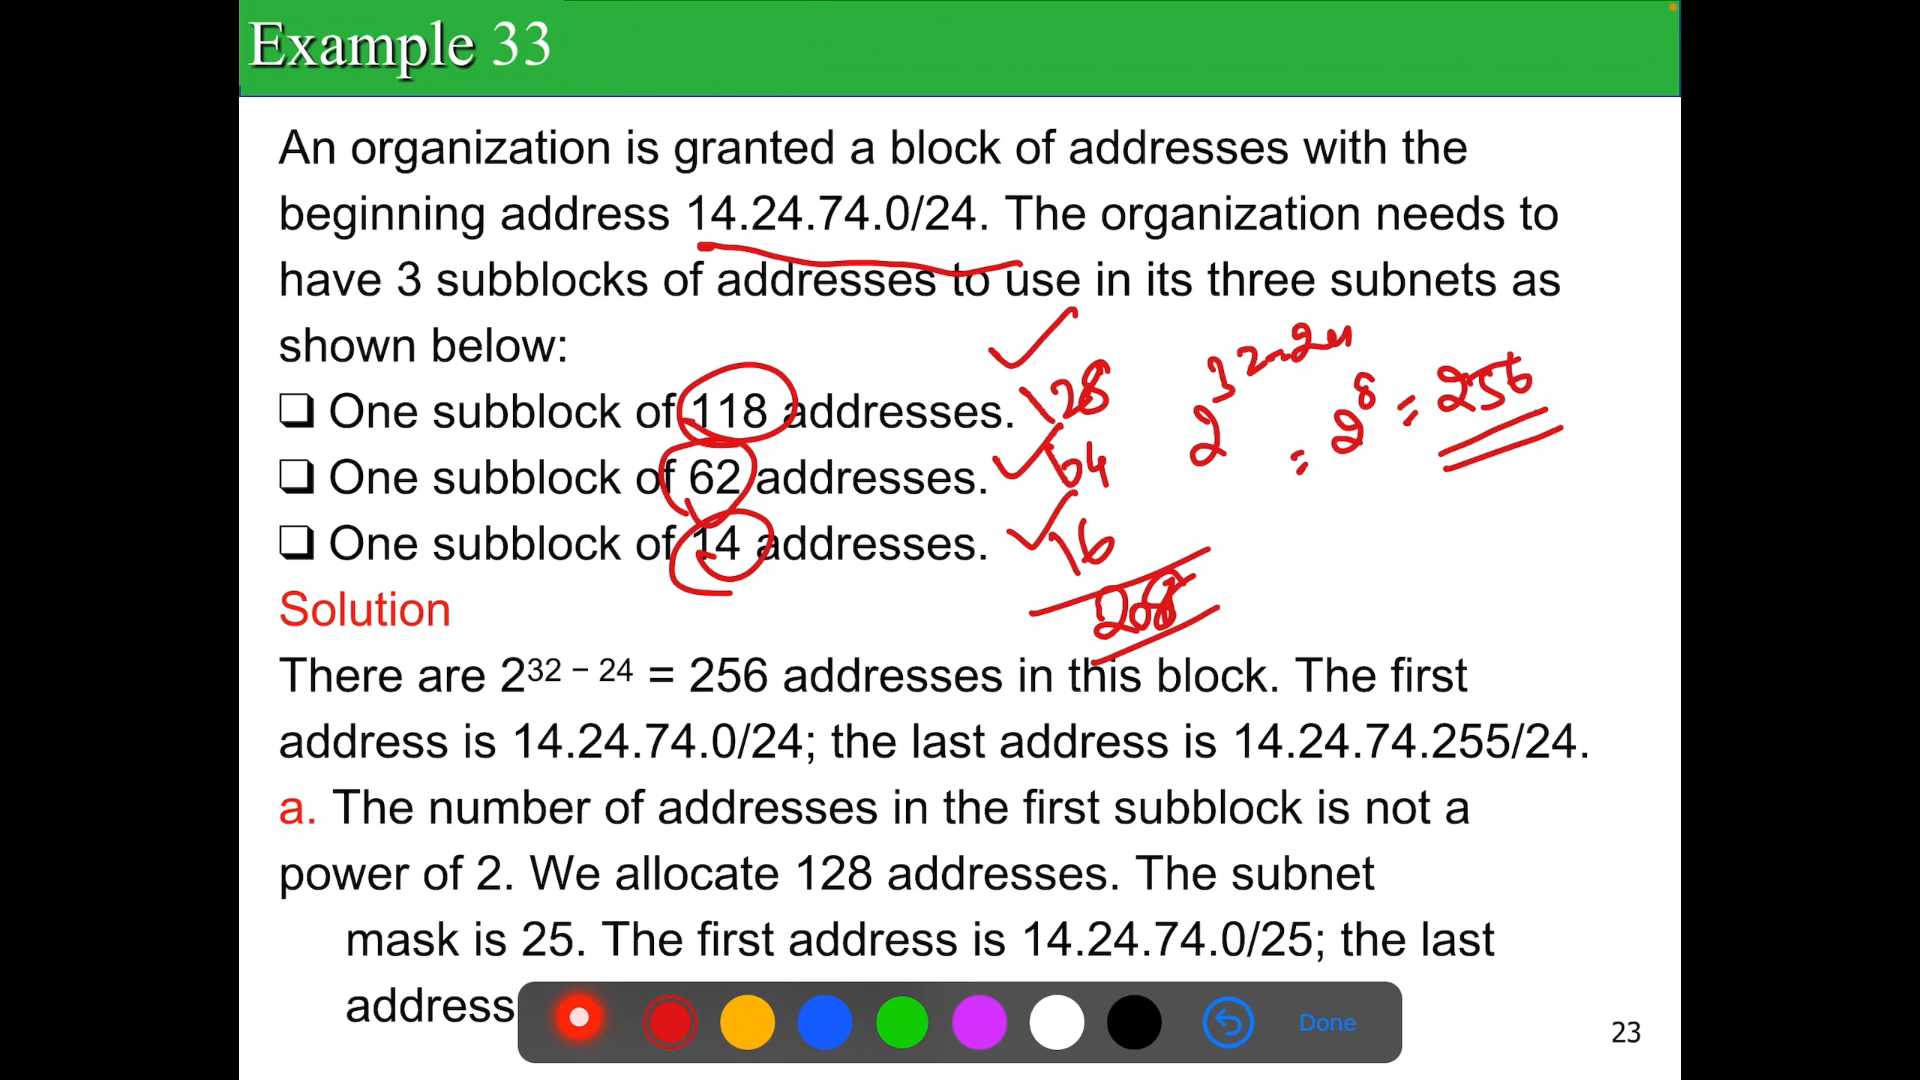 Example 33
An organization is granted a block of addresses with the
beginning address 14.24.74.0/24. The organization needs to
have 3 subblocks of addresses to use in its three subnets as
shown below:
❑ One subblock of 118 addresses. 128
❑ One subblock of 62 addresses. 64
❑ One subblock of 14 addresses. 16
208
2^32-24 = 2^8 = 256
Solution
There are 2^32 – 24 = 256 addresses in this block. The first
address is 14.24.74.0/24; the last address is 14.24.74.255/24.
a. The number of addresses in the first subblock is not a
power of 2. We allocate 128 addresses. The subnet
mask is 25. The first address is 14.24.74.0/25; the last
address
Done
23